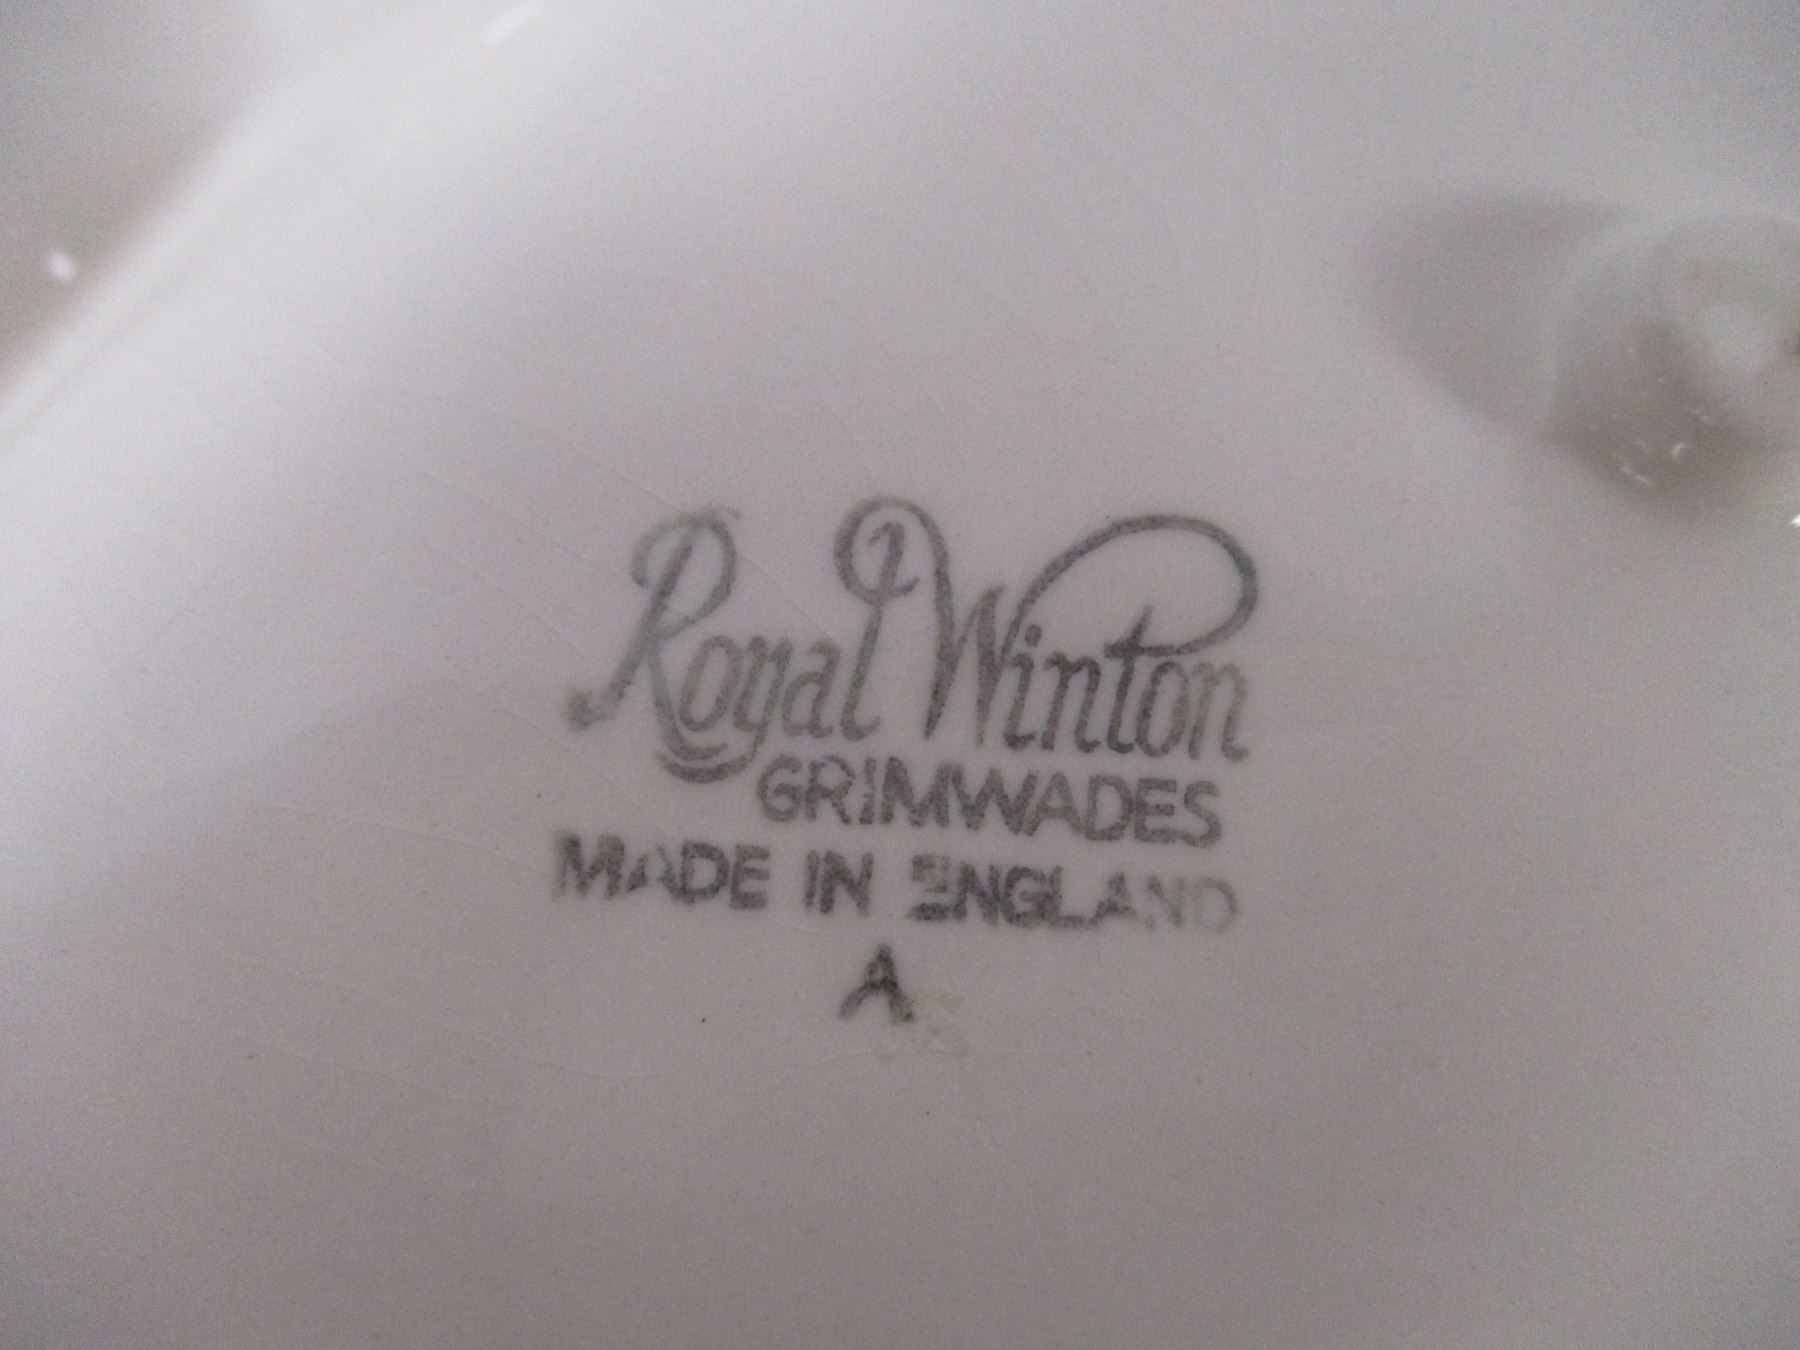 Royal Winton
GRIMWADES
MADE IN ENGLAND
A